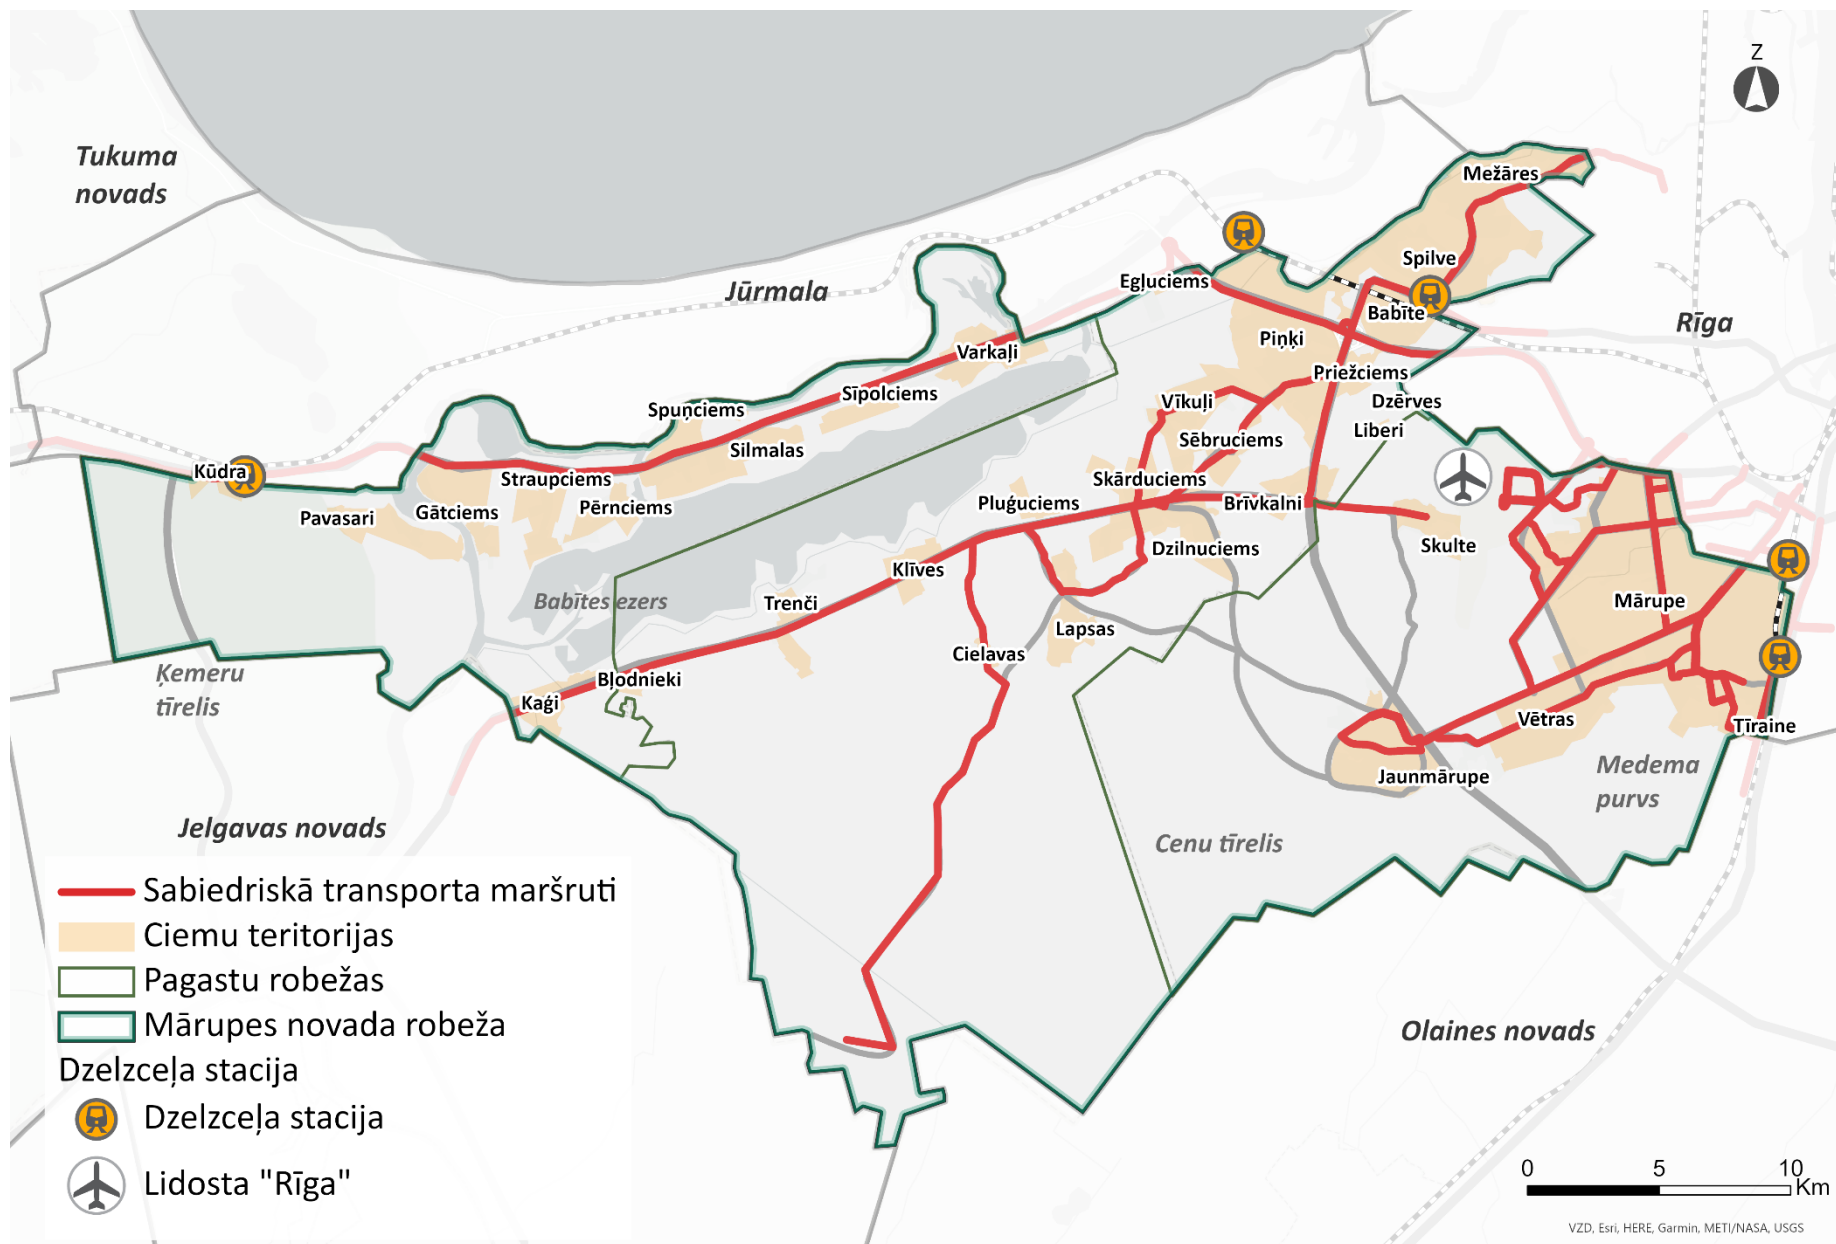 Z
Tukuma
novads
Mežāres
Spilve
Egļuciems
Jūrmala
Babīte
Rīga
Piņķi
Varkaļi
Priežciems
Sīpolciems
Vīkuļi
Dzērves
Spuņciems
Liberi
Sēbruciems
Silmalas
Kūdra
Straupciems
Skārduciems
Pērnciems
Pluģuciems
Brīvkalni
Gātciems
Pavasari
Skulte
Dzilnuciems
Klīves
Babītes ezers
Trenči
Mārupe
Lapsas
Cielavas
Ķemeru
tīrelis
Bļodnieki
Kaģi
Vētras
Tīraine
Medema
purvs
Jaunmārupe
Jelgavas novads
Cenu tīrelis
Olaines novads
Sabiedriskā transporta maršruti
Ciemu teritorijas
Pagastu robežas
Mārupes novada robeža
Dzelzceļa stacija
Dzelzceļa stacija
Lidosta "Rīga"
0 5 10
Km
VZD, Esri, HERE, Garmin, METI/NASA, USGS